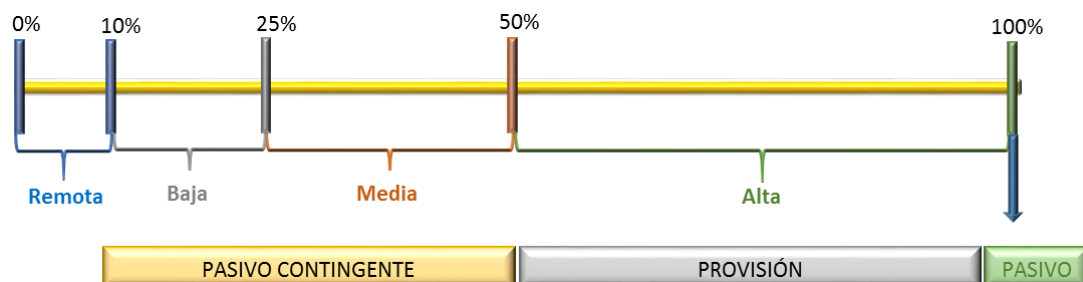 0% 10% 25% 50% 100%
Remota Baja Media Alta
PASIVO CONTINGENTE PROVISIÓN PASIVO